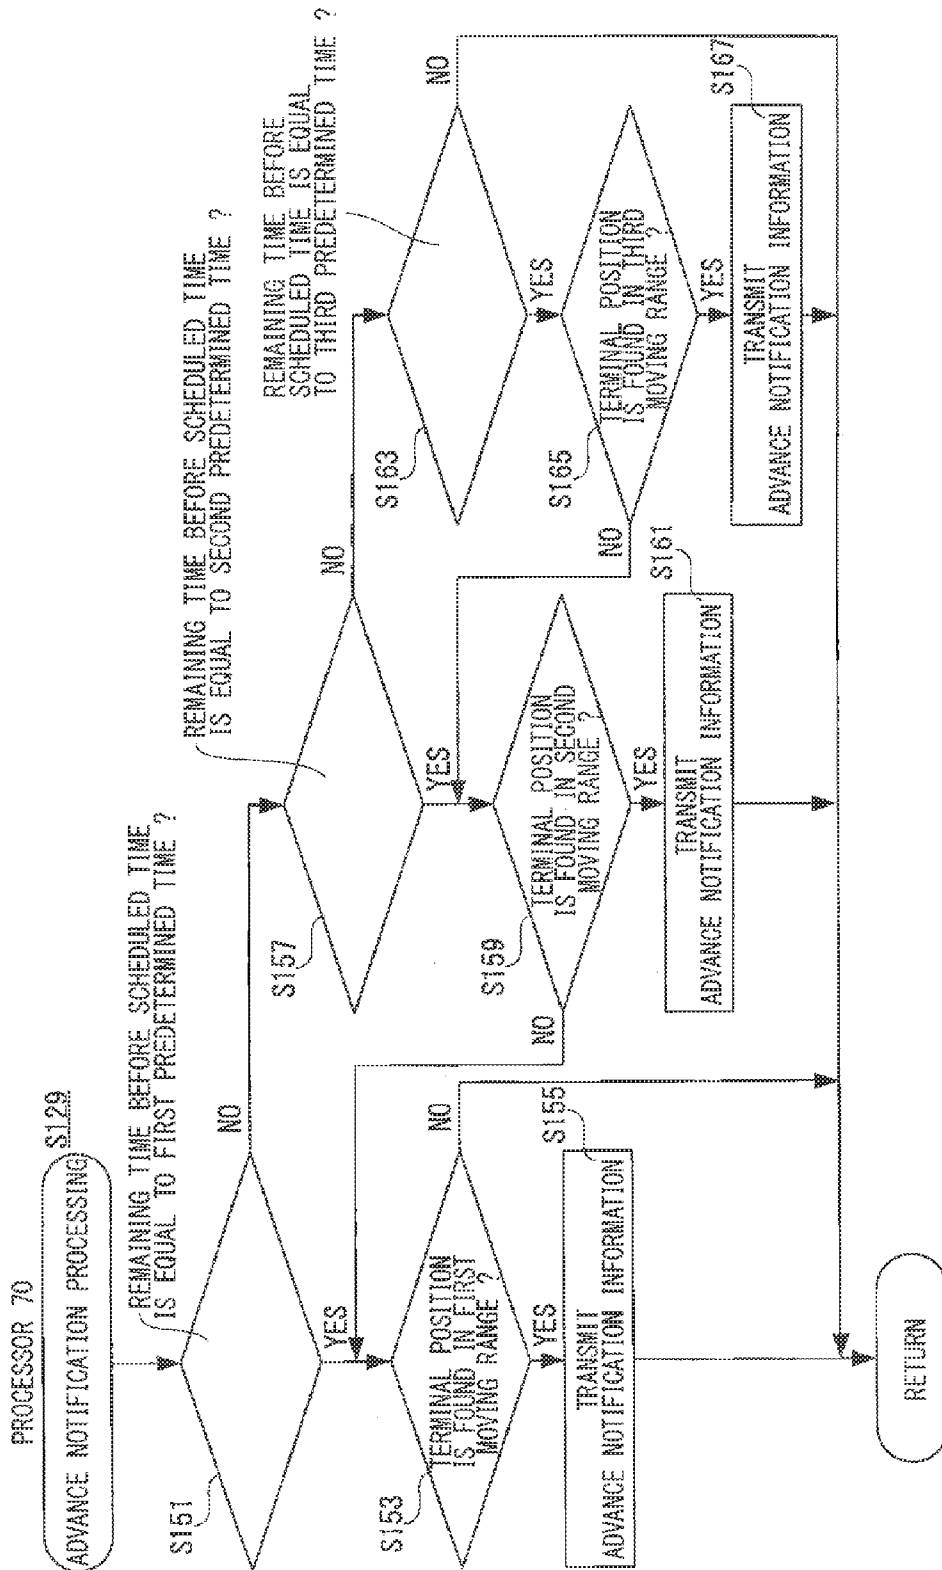 PROCESSOR 70
ADVANCE NOTIFICATION PROCESSING
S129
REMAINING TIME BEFORE SCHEDULED TIME
IS EQUAL TO FIRST PREDETERMINED TIME ?
S151
NO
YES
TERMINAL POSITION
IS FOUND IN FIRST
MOVING RANGE ?
S153
NO
YES
TRANSMIT
ADVANCE NOTIFICATION INFORMATION
S155
REMAINING TIME BEFORE SCHEDULED TIME
IS EQUAL TO SECOND PREDETERMINED TIME ?
S157
NO
YES
TERMINAL POSITION
IS FOUND IN SECOND
MOVING RANGE ?
S159
NO
YES
TRANSMIT
ADVANCE NOTIFICATION INFORMATION
S161
REMAINING TIME BEFORE
SCHEDULED TIME IS EQUAL
TO THIRD PREDETERMINED TIME ?
S163
NO
YES
TERMINAL POSITION
IS FOUND IN THIRD
MOVING RANGE ?
S165
NO
YES
TRANSMIT
ADVANCE NOTIFICATION INFORMATION
S167
RETURN